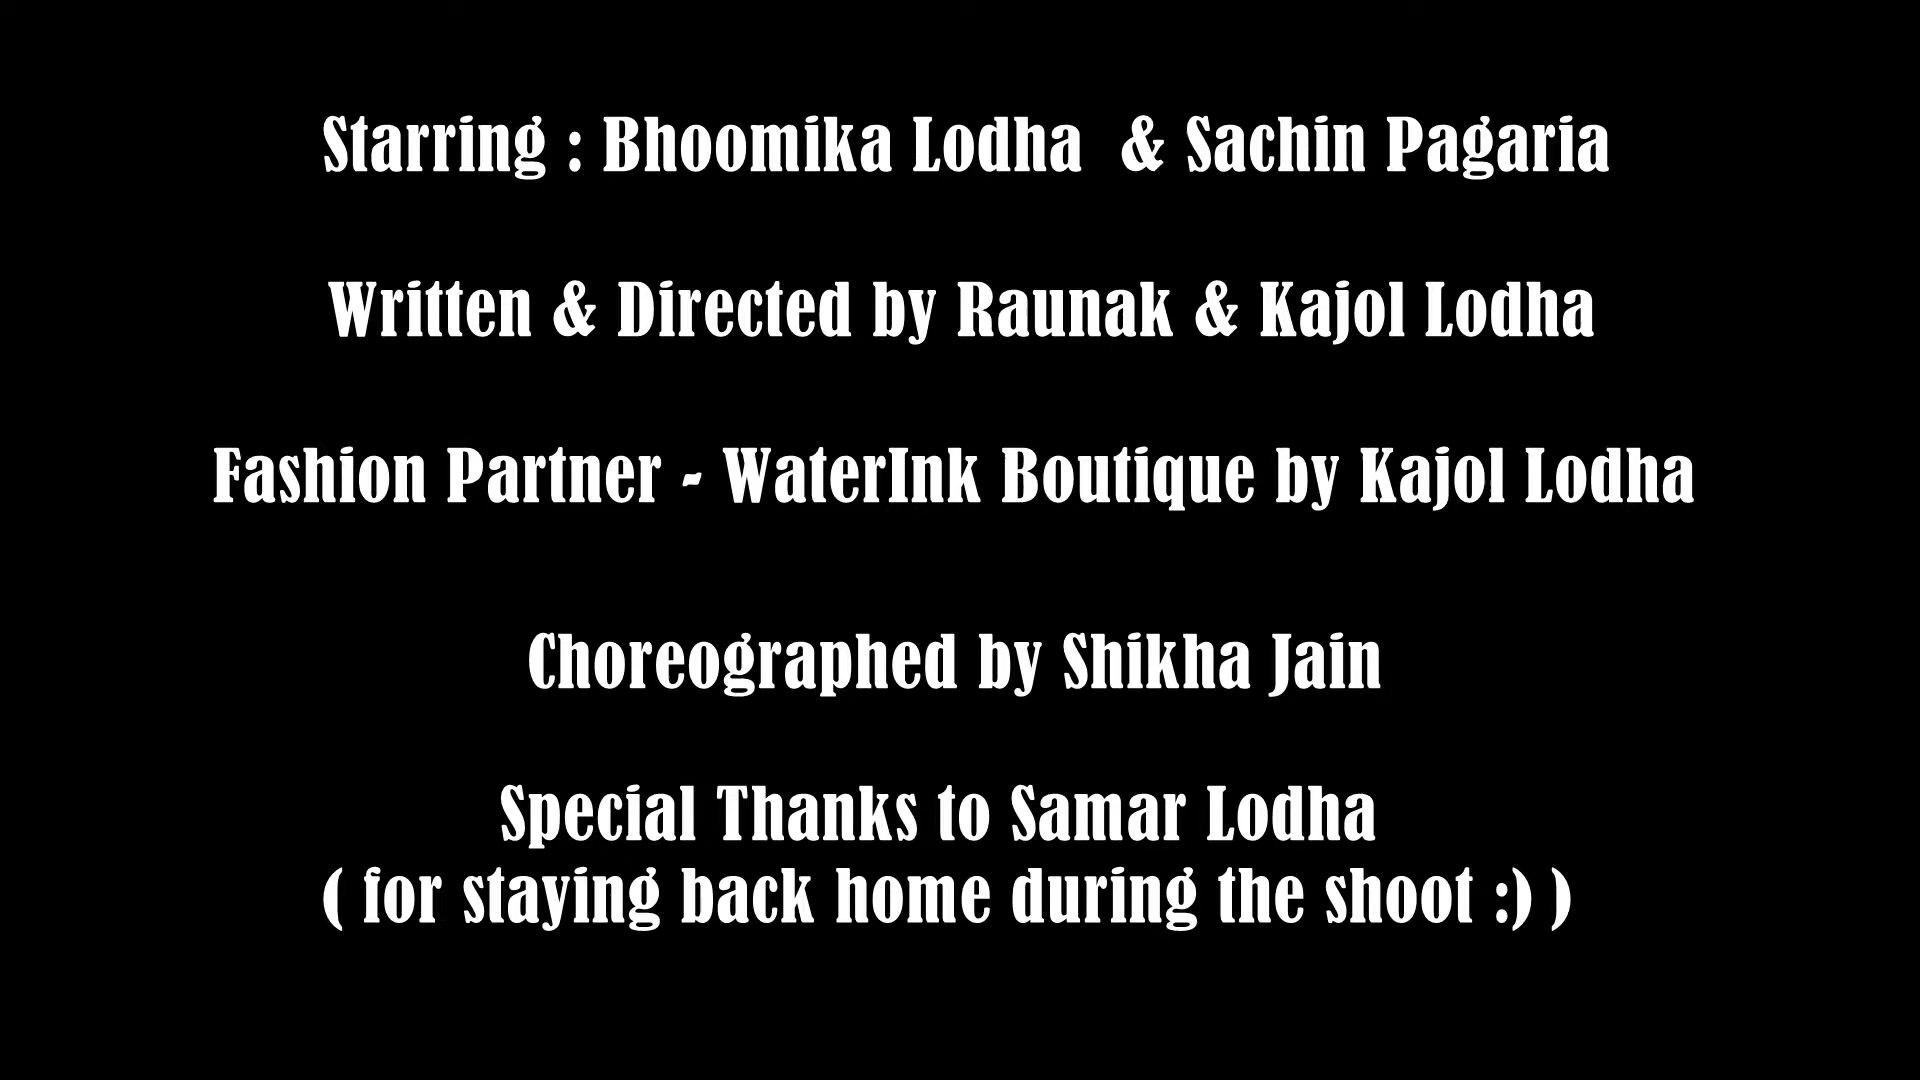 Starring : Bhoomika Lodha & Sachin Pagaria
Written & Directed by Raunak & Kajol Lodha
Fashion Partner - WaterInk Boutique by Kajol Lodha
Choreographed by Shikha Jain
Special Thanks to Samar Lodha
( for staying back home during the shoot :) )